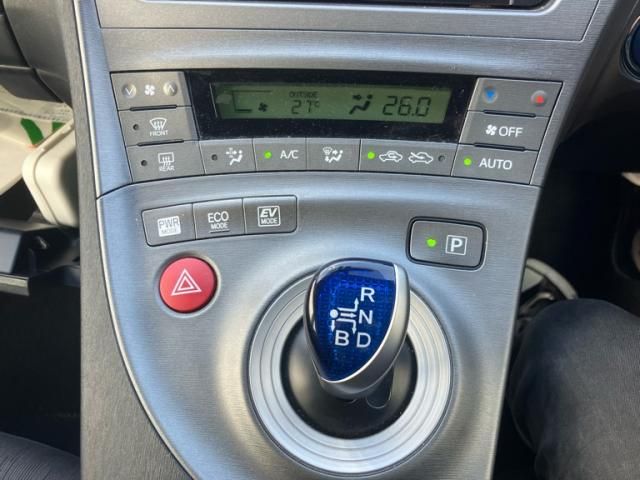 OUTSIDE
27°C 26.0
FRONT
OFF
REAR
A/C
AUTO
PWR MODE
ECO MODE
EV MODE
P
R
N
B D